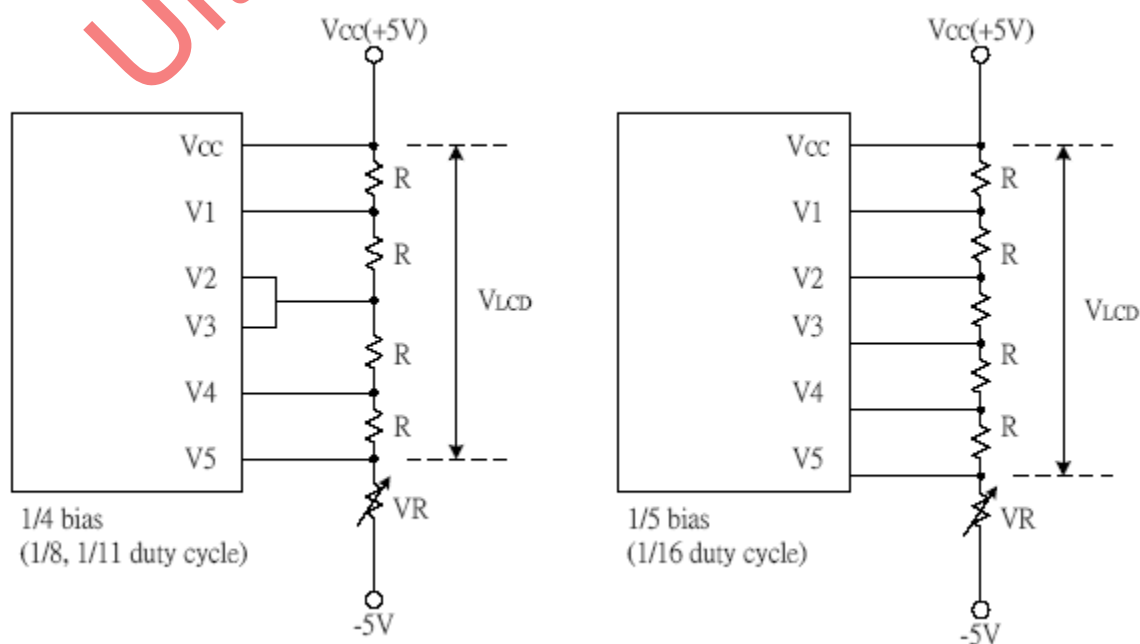 Vcc(+5V)
Vcc
V1
V2
V3
V4
V5
R
R
R
R
VR
VLCD
-5V
1/4 bias
(1/8, 1/11 duty cycle)
Vcc(+5V)
Vcc
V1
V2
V3
V4
V5
R
R
R
R
VR
VLCD
-5V
1/5 bias
(1/16 duty cycle)